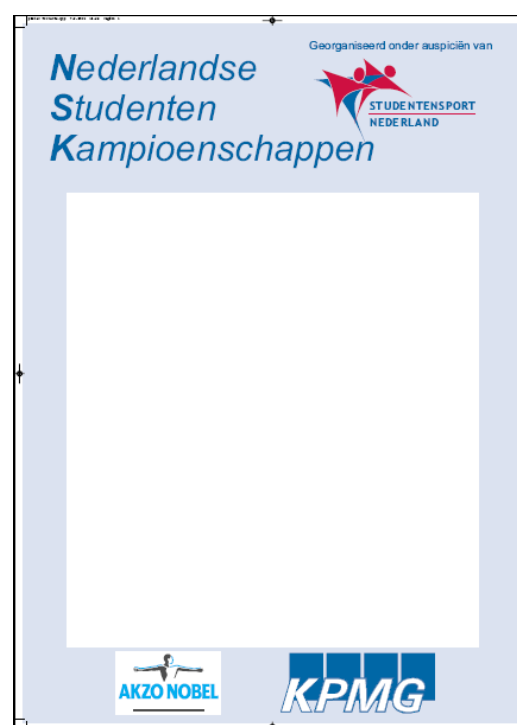 Georganiseerd onder auspiciën van
Nederlandse
Studenten
Kampioenschappen
STUDENTENSPORT
NEDERLAND
AKZO NOBEL
KPMG